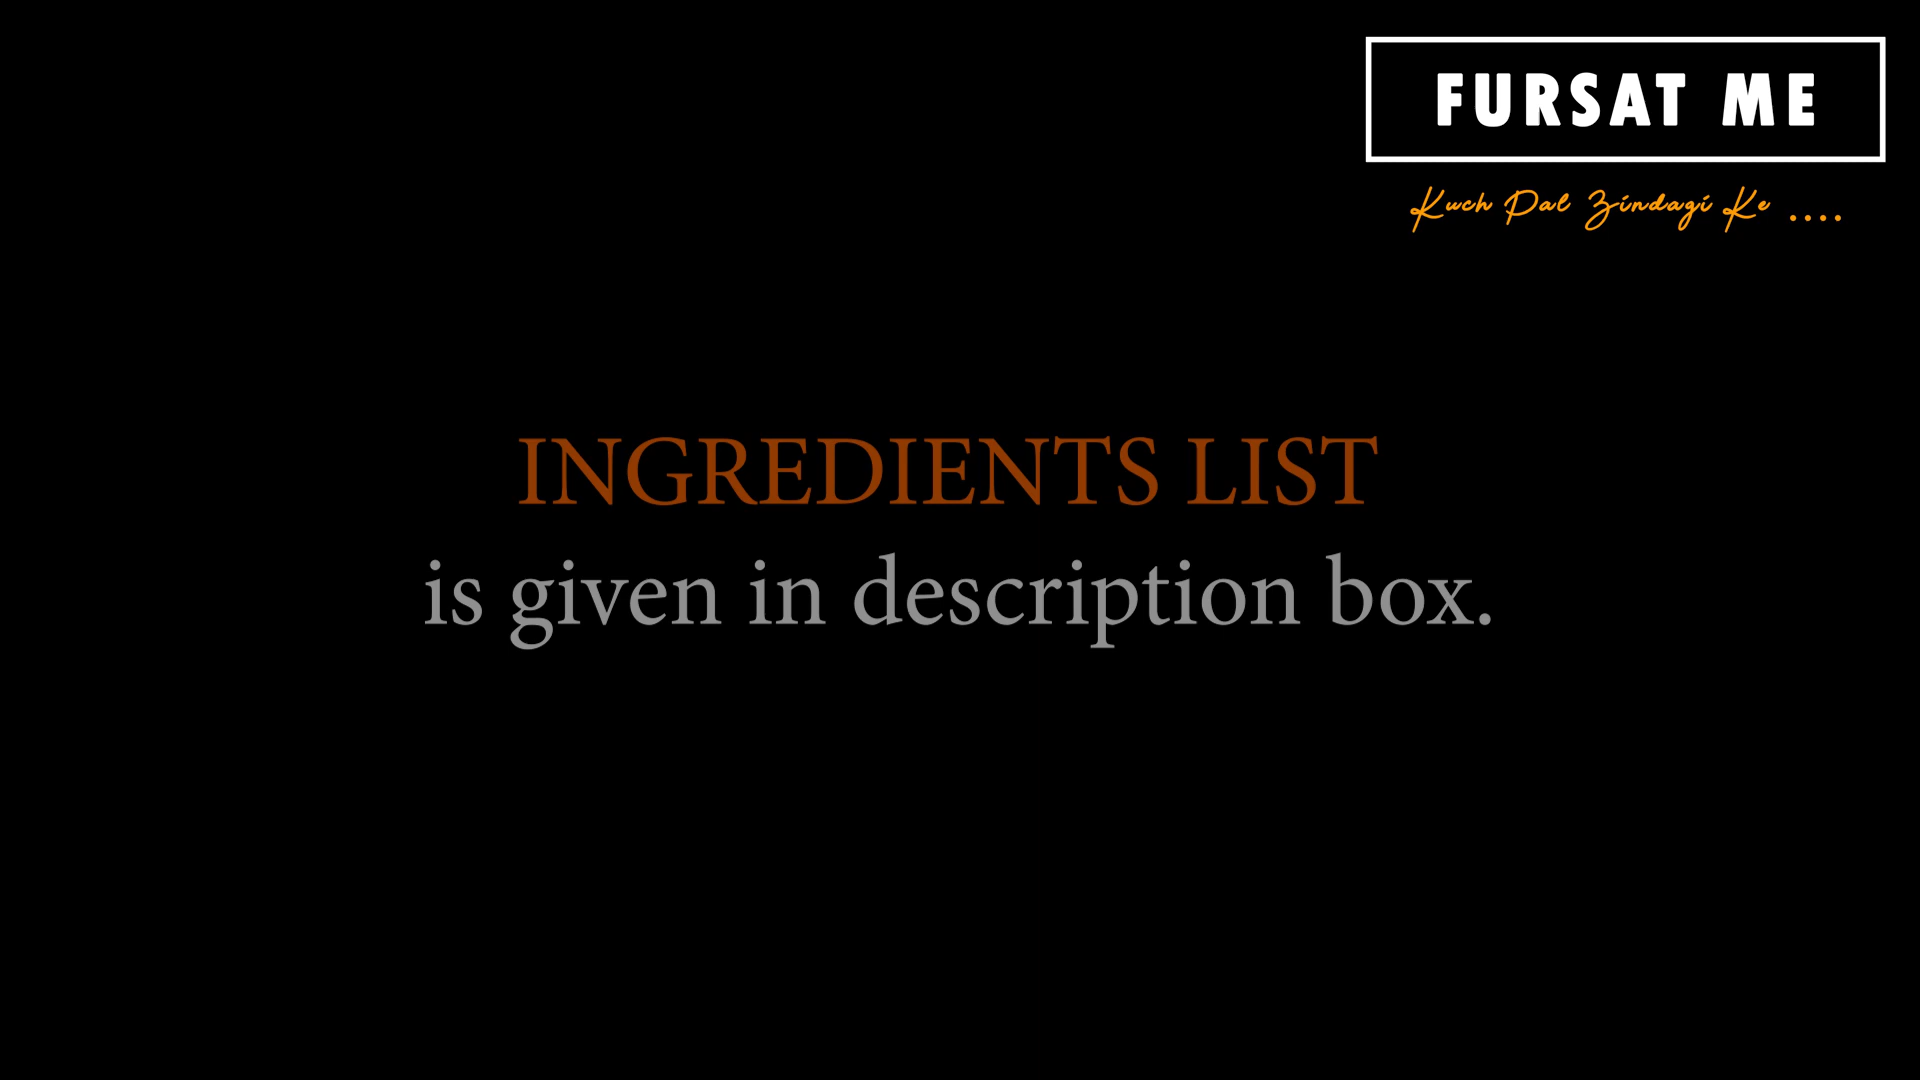 FURSAT ME
Kuch Pal Zindagi Ke ....
INGREDIENTS LIST
is given in description box.